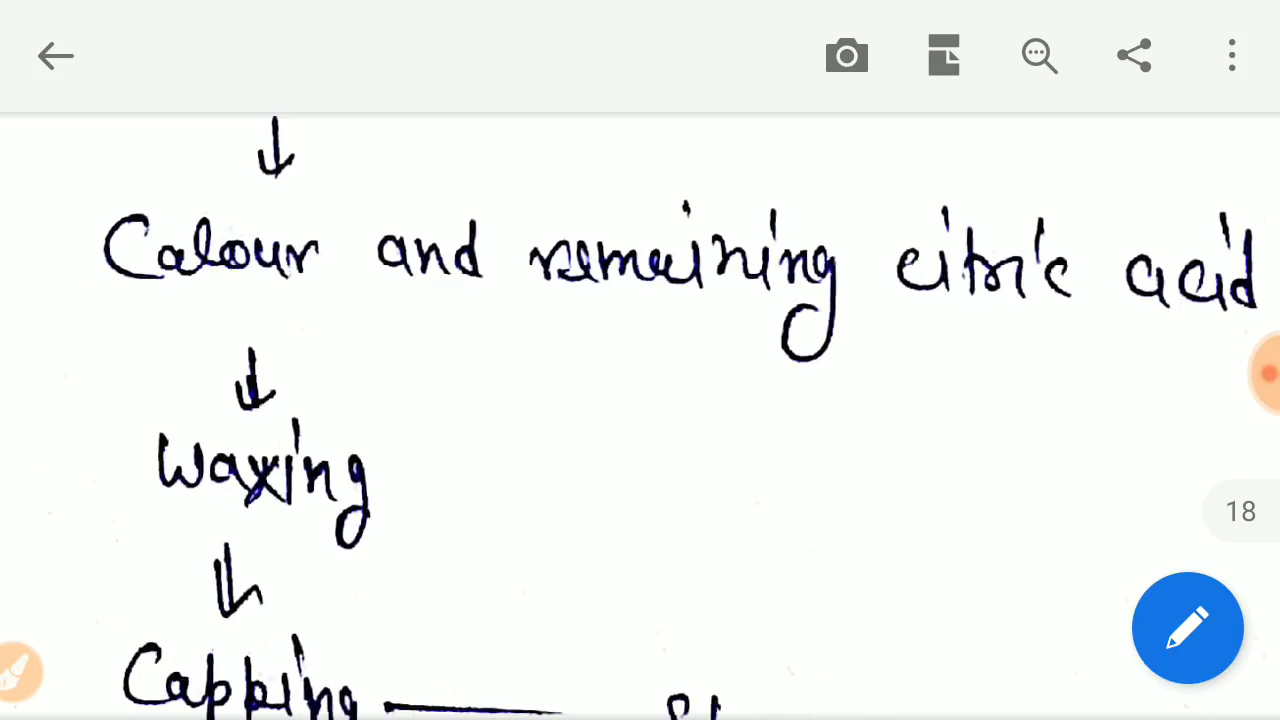 ↓
Calour and remaining citric acid
↓
Waxing
18
↓
Capping —